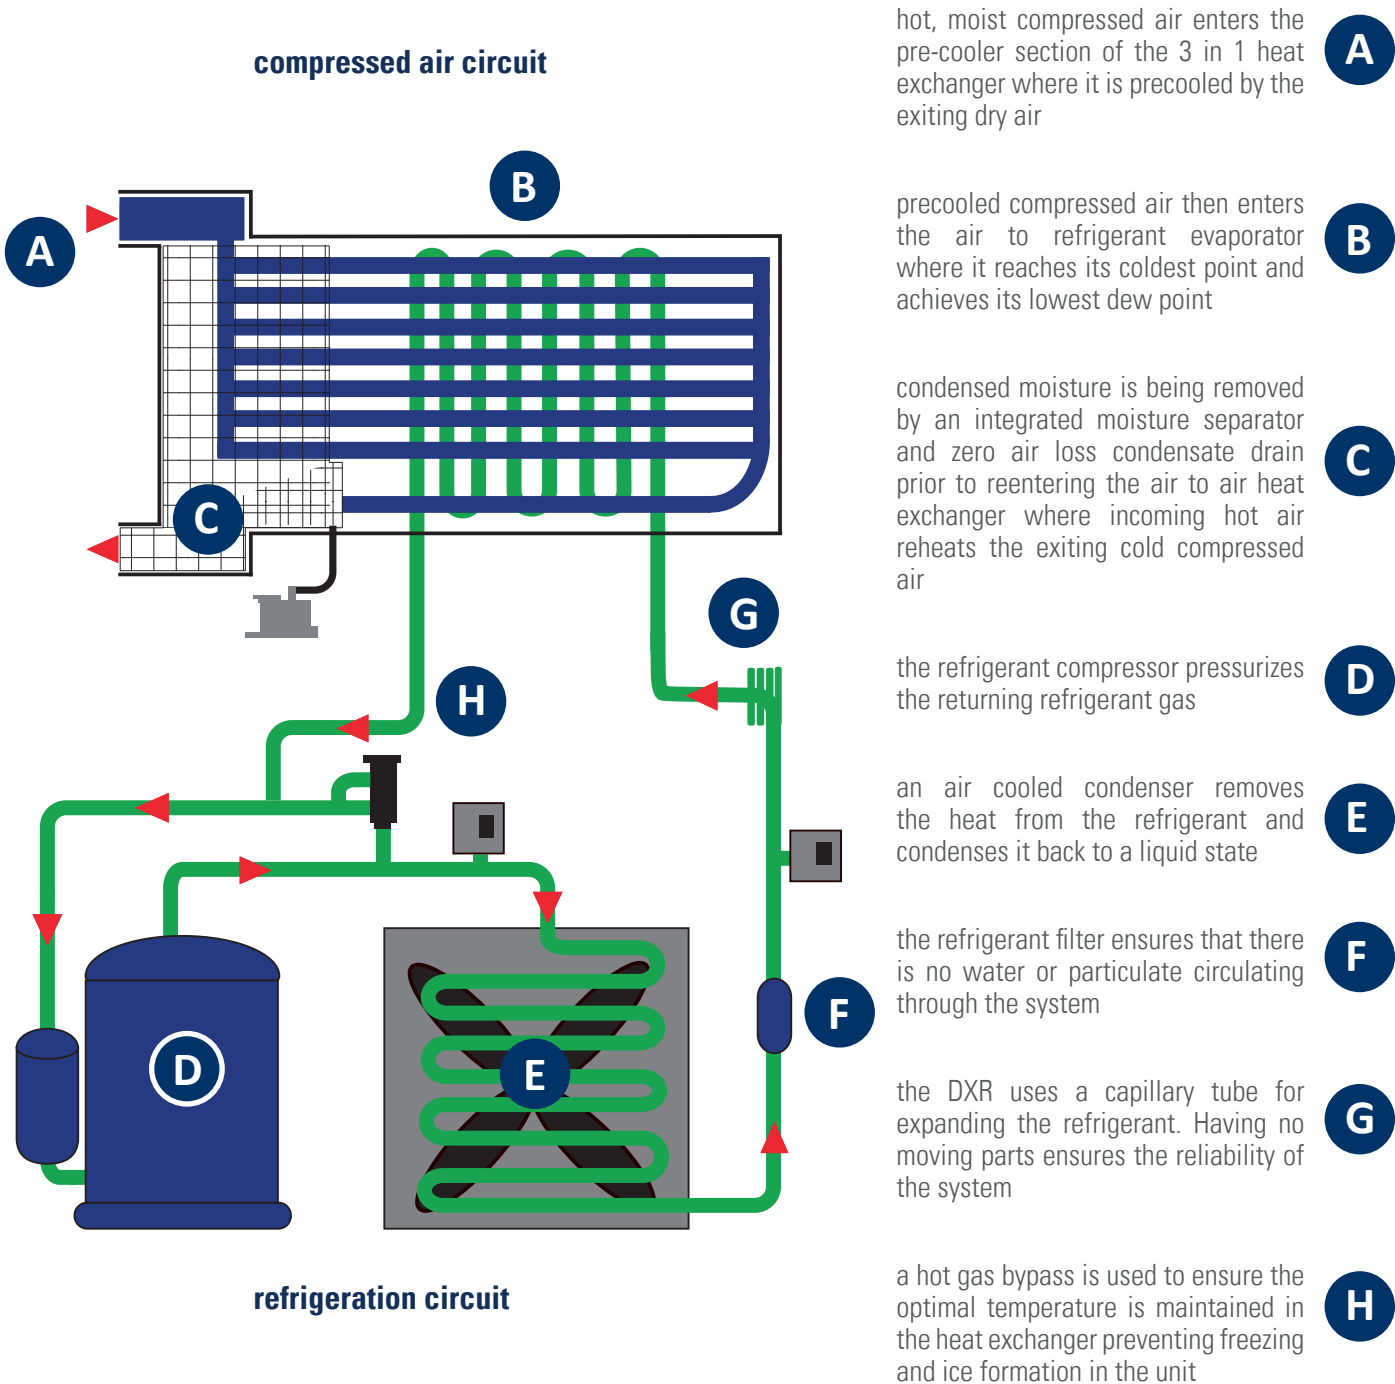 compressed air circuit
A
B
C
G
H
D
E
F
refrigeration circuit
hot, moist compressed air enters the
pre-cooler section of the 3 in 1 heat
exchanger where it is precooled by the
exiting dry air
A
precooled compressed air then enters
the air to refrigerant evaporator
where it reaches its coldest point and
achieves its lowest dew point
B
condensed moisture is being removed
by an integrated moisture separator
and zero air loss condensate drain
prior to reentering the air to air heat
exchanger where incoming hot air
reheats the exiting cold compressed
air
C
the refrigerant compressor pressurizes
the returning refrigerant gas
D
an air cooled condenser removes
the heat from the refrigerant and
condenses it back to a liquid state
E
the refrigerant filter ensures that there
is no water or particulate circulating
through the system
F
the DXR uses a capillary tube for
expanding the refrigerant. Having no
moving parts ensures the reliability of
the system
G
a hot gas bypass is used to ensure the
optimal temperature is maintained in
the heat exchanger preventing freezing
and ice formation in the unit
H